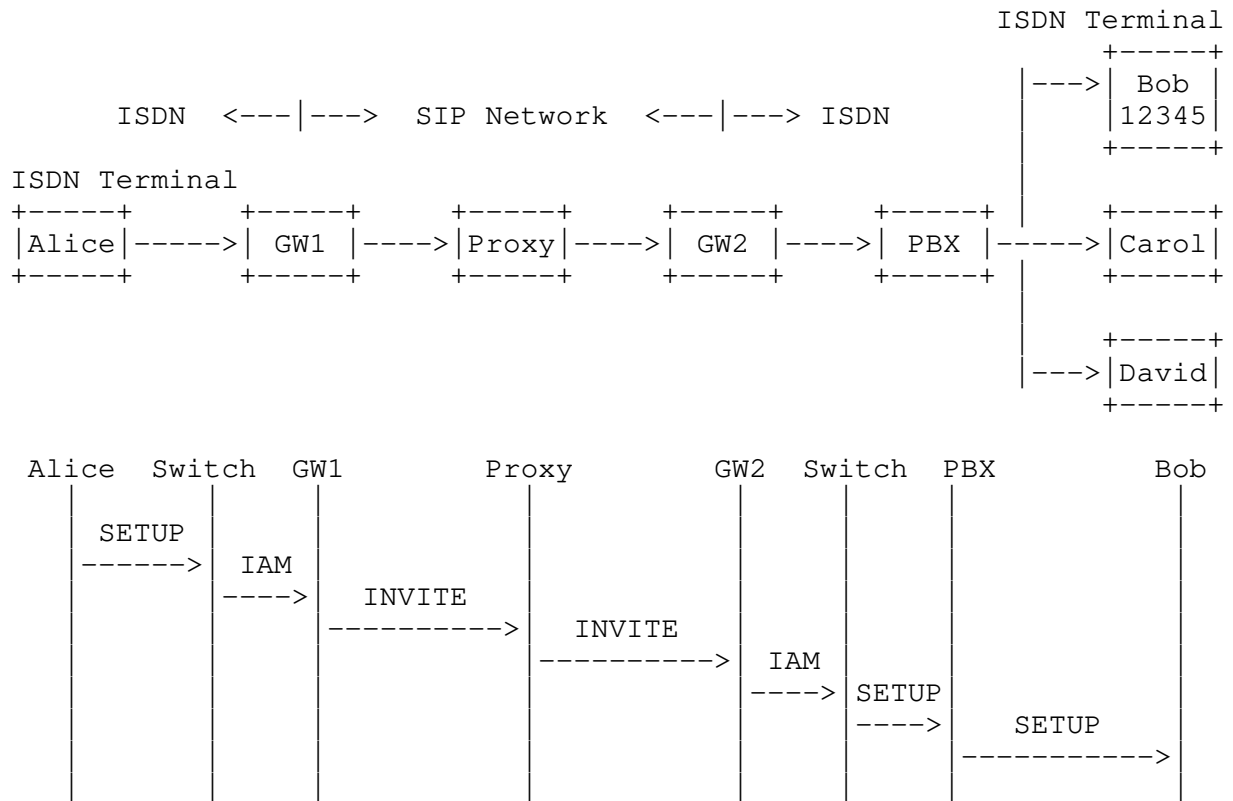 ISDN Terminal
                                                               +-----+
                                                          |--->| Bob |
      ISDN  <---|--->  SIP Network  <---|---> ISDN        |    |12345|
                                                          |    +-----+
ISDN Terminal                                             |
+-----+      +-----+     +-----+     +-----+     +-----+  |    +-----+
|Alice|----->| GW1 |---->|Proxy|---->| GW2 |---->| PBX |------>|Carol|
+-----+      +-----+     +-----+     +-----+     +-----+  |    +-----+
                                                          |
                                                          |    +-----+
                                                          |--->|David|
                                                               +-----+
 Alice  Switch  GW1        Proxy        GW2  Switch  PBX         Bob
   |       |     |           |           |     |     |            |
   | SETUP |     |           |           |     |     |            |
   |------>| IAM |           |           |     |     |            |
   |       |---->|  INVITE   |           |     |     |            |
   |       |     |---------->|  INVITE   |     |     |            |
   |       |     |           |---------->| IAM |     |            |
   |       |     |           |           |---->|SETUP|            |
   |       |     |           |           |     |---->|   SETUP    |
   |       |     |           |           |     |     |----------->|
   |       |     |           |           |     |     |            |